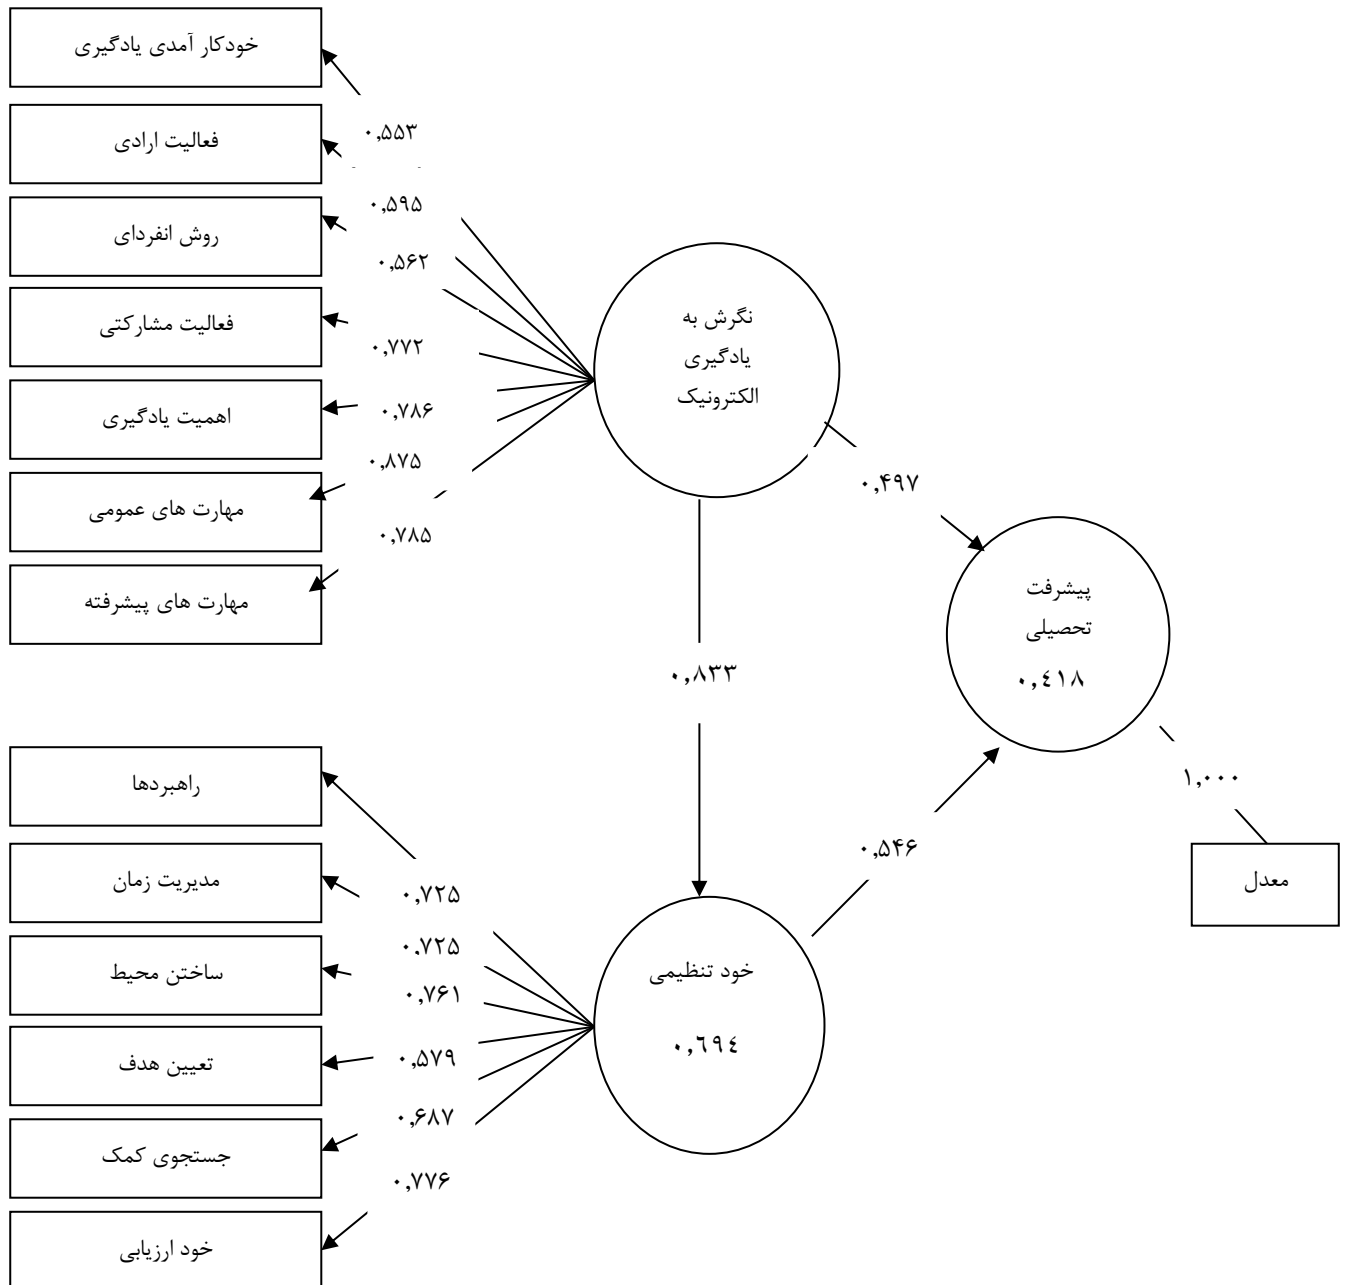 خودکار آمدی یادگیری
۰,۵۵۳
فعالیت ارادی
۰,۵۹۵
روش انفردای
۰,۵۶۲
فعالیت مشارکتی
۰,۷۷۲
اهمیت یادگیری
۰,۷۸۶
مهارت های عمومی
۰,۸۷۵
مهارت های پیشرفته
۰,۷۸۵
نگرش به
یادگیری
الکترونیک
۰,۴۹۷
پیشرفت
تحصیلی
۰,٤۱۸
۰,۸۳۳
۱,۰۰۰
معدل
۰,۵۴۶
راهبردها
۰,۷۲۵
مدیریت زمان
۰,۷۲۵
ساختن محیط
۰,۷۶۱
تعیین هدف
۰,۵۷۹
جستجوی کمک
۰,۶۸۷
خود ارزیابی
۰,۷۷۶
خود تنظیمی
۰,٦۹٤